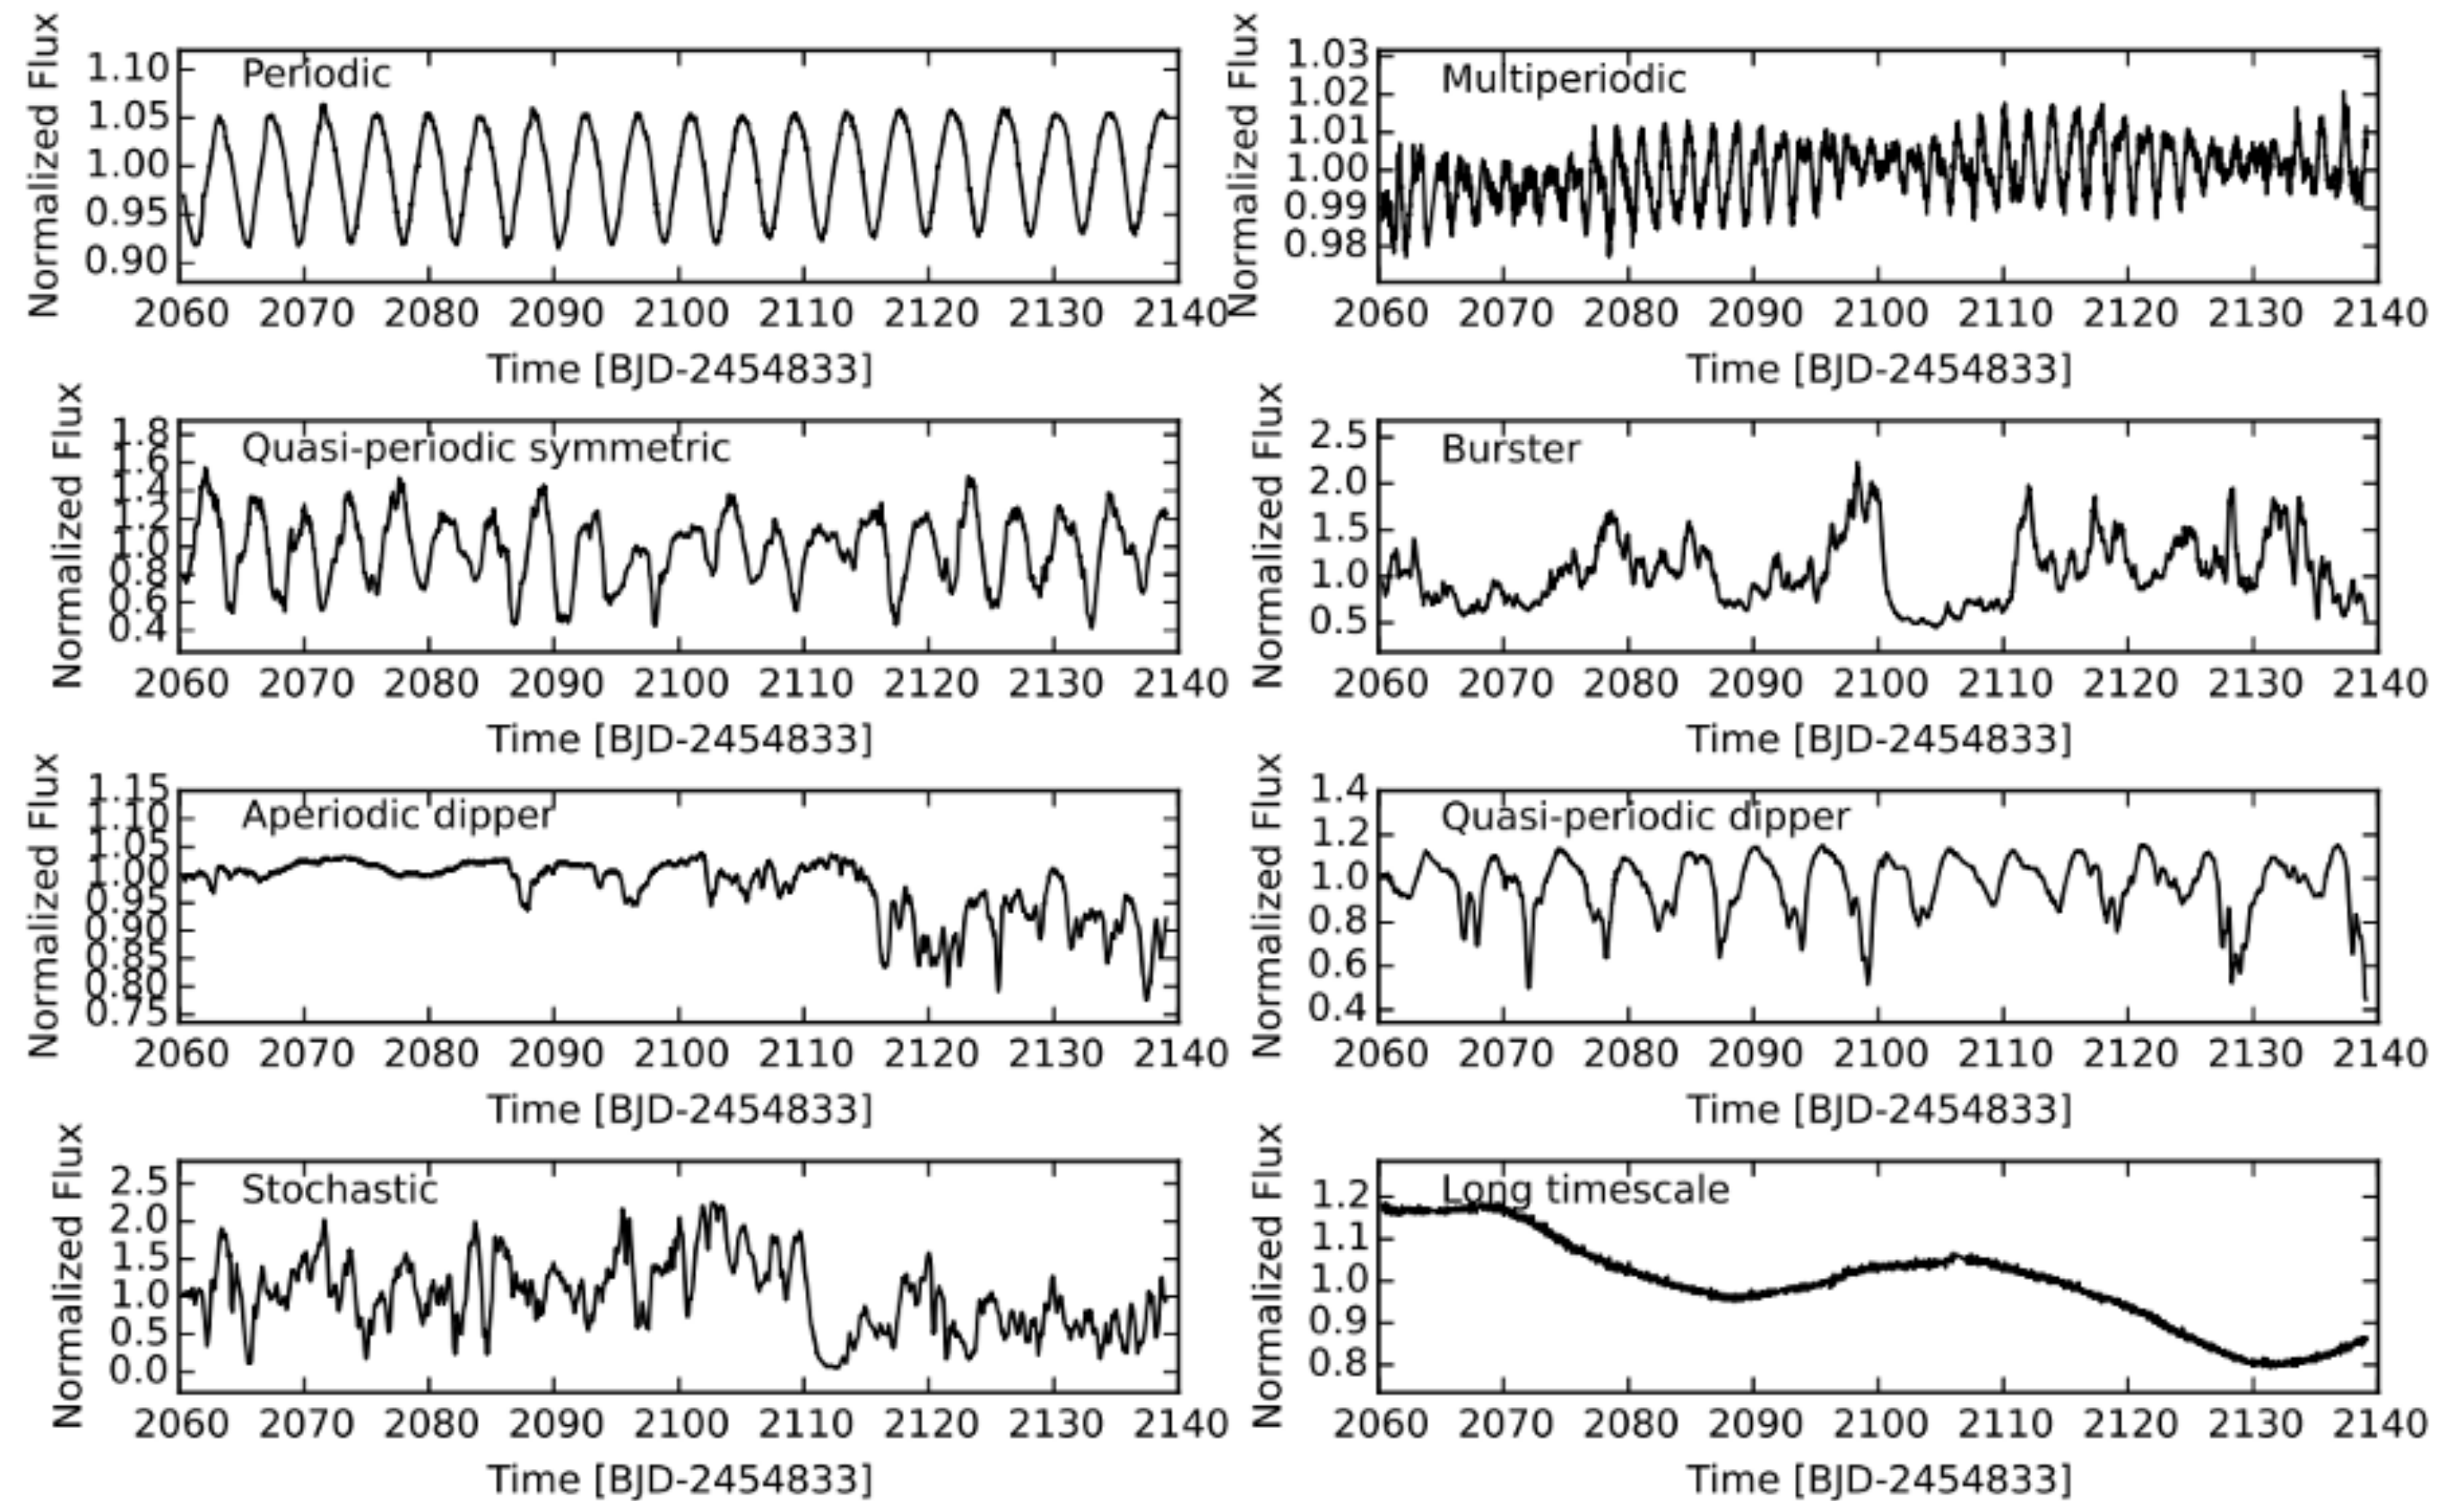 Normalized Flux
1.10
1.05
1.00
0.95
0.90
Periodic
2060 2070 2080 2090 2100 2110 2120 2130 2140
Time [BJD-2454833]
Normalized Flux
1.03
1.02
1.01
1.00
0.99
0.98
Multiperiodic
2060 2070 2080 2090 2100 2110 2120 2130 2140
Time [BJD-2454833]
Normalized Flux
1.8
1.6
1.4
1.2
1.0
0.8
0.6
0.4
Quasi-periodic symmetric
2060 2070 2080 2090 2100 2110 2120 2130 2140
Time [BJD-2454833]
Normalized Flux
2.5
2.0
1.5
1.0
0.5
Burster
2060 2070 2080 2090 2100 2110 2120 2130 2140
Time [BJD-2454833]
Normalized Flux
1.15
1.10
1.05
1.00
0.95
0.90
0.85
0.80
0.75
Aperiodic dipper
2060 2070 2080 2090 2100 2110 2120 2130 2140
Time [BJD-2454833]
Normalized Flux
1.4
1.2
1.0
0.8
0.6
0.4
Quasi-periodic dipper
2060 2070 2080 2090 2100 2110 2120 2130 2140
Time [BJD-2454833]
Normalized Flux
2.5
2.0
1.5
1.0
0.5
0.0
Stochastic
2060 2070 2080 2090 2100 2110 2120 2130 2140
Time [BJD-2454833]
Normalized Flux
1.2
1.1
1.0
0.9
0.8
Long timescale
2060 2070 2080 2090 2100 2110 2120 2130 2140
Time [BJD-2454833]